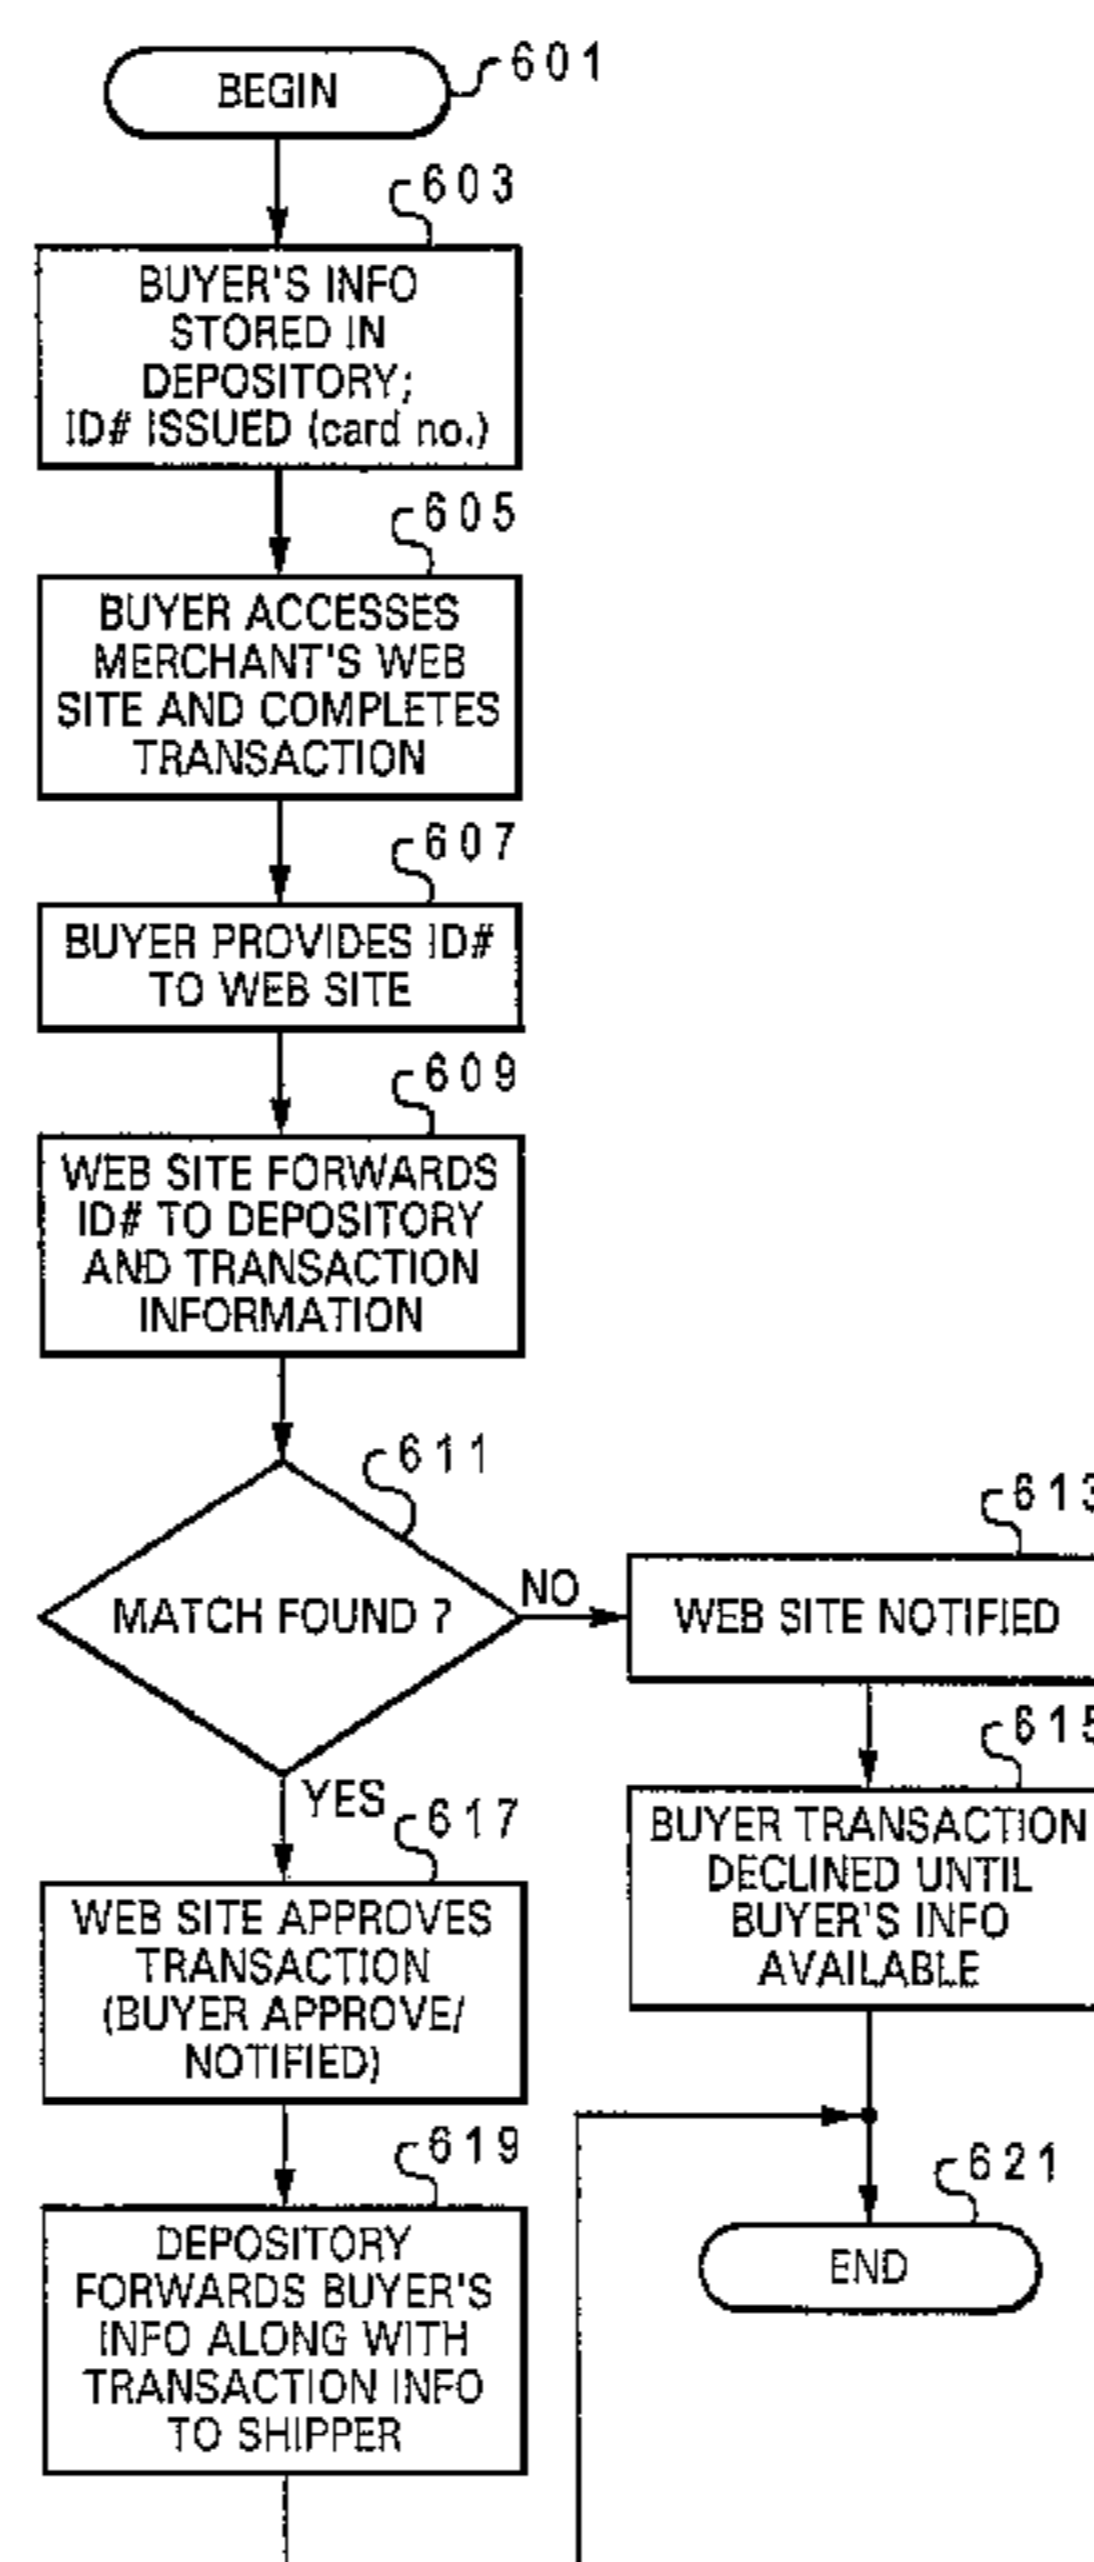 BEGIN
601
603
BUYER'S INFO
STORED IN
DEPOSITORY;
ID# ISSUED (card no.)
605
BUYER ACCESSES
MERCHANT'S WEB
SITE AND COMPLETES
TRANSACTION
607
BUYER PROVIDES ID#
TO WEB SITE
609
WEB SITE FORWARDS
ID# TO DEPOSITORY
AND TRANSACTION
INFORMATION
611
MATCH FOUND ?
NO
613
WEB SITE NOTIFIED
615
BUYER TRANSACTION
DECLINED UNTIL
BUYER'S INFO
AVAILABLE
YES
617
WEB SITE APPROVES
TRANSACTION
(BUYER APPROVE/
NOTIFIED)
619
DEPOSITORY
FORWARDS BUYER'S
INFO ALONG WITH
TRANSACTION INFO
TO SHIPPER
621
END